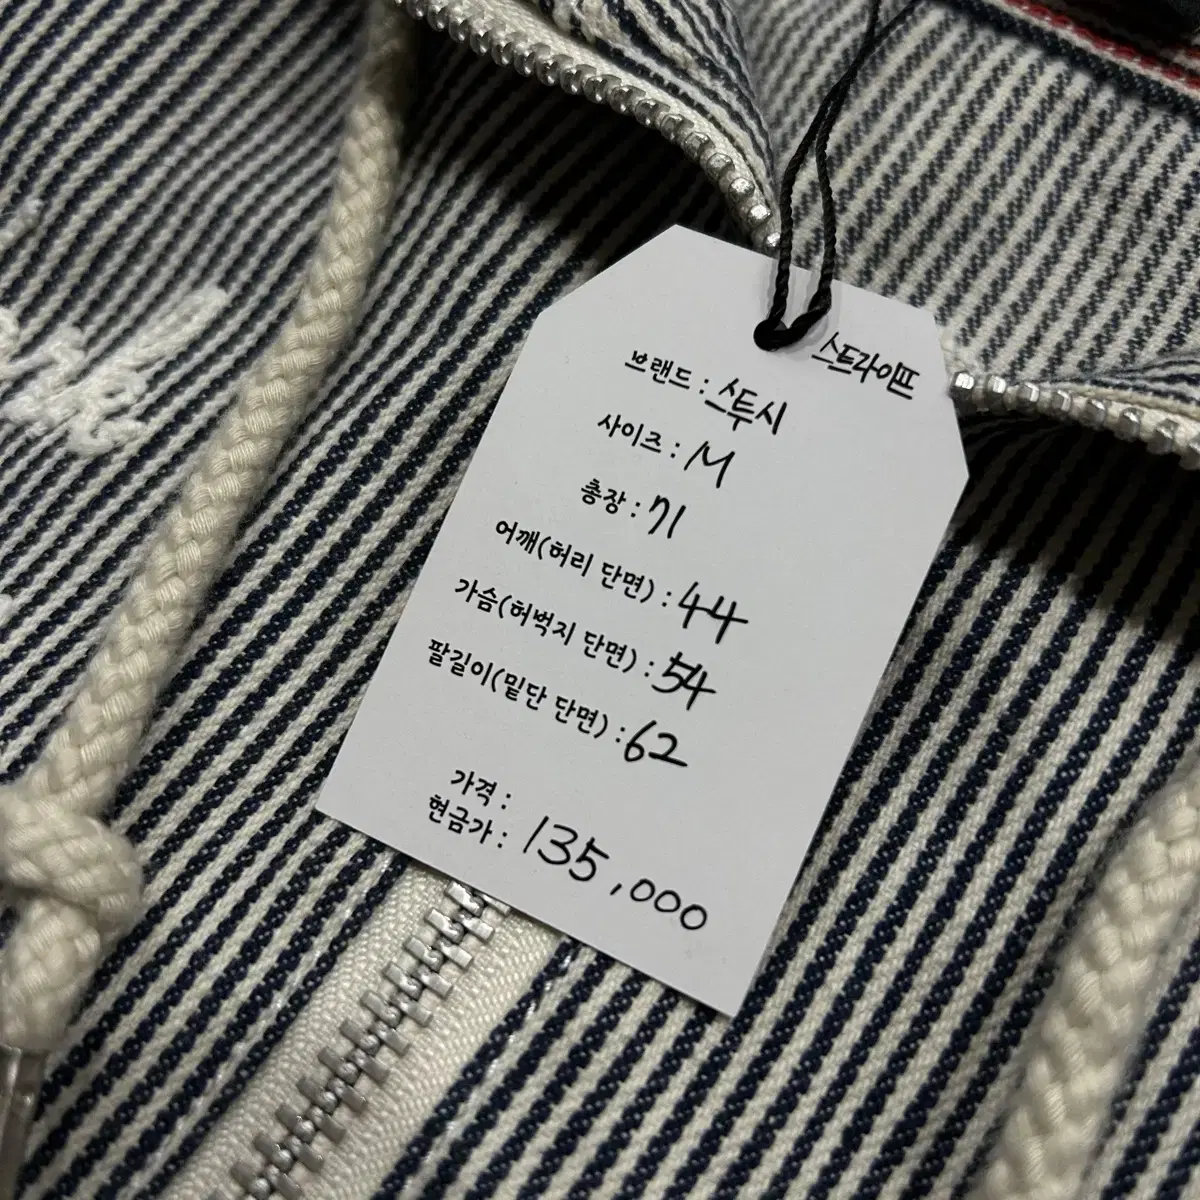 스트라이프
브랜드 : 스투시
사이즈 : M
총장 : 71
어깨(허리 단면) : 44
가슴(허벅지 단면) : 54
팔길이(밑단 단면) : 62
가격 :
현금가 : 135,000